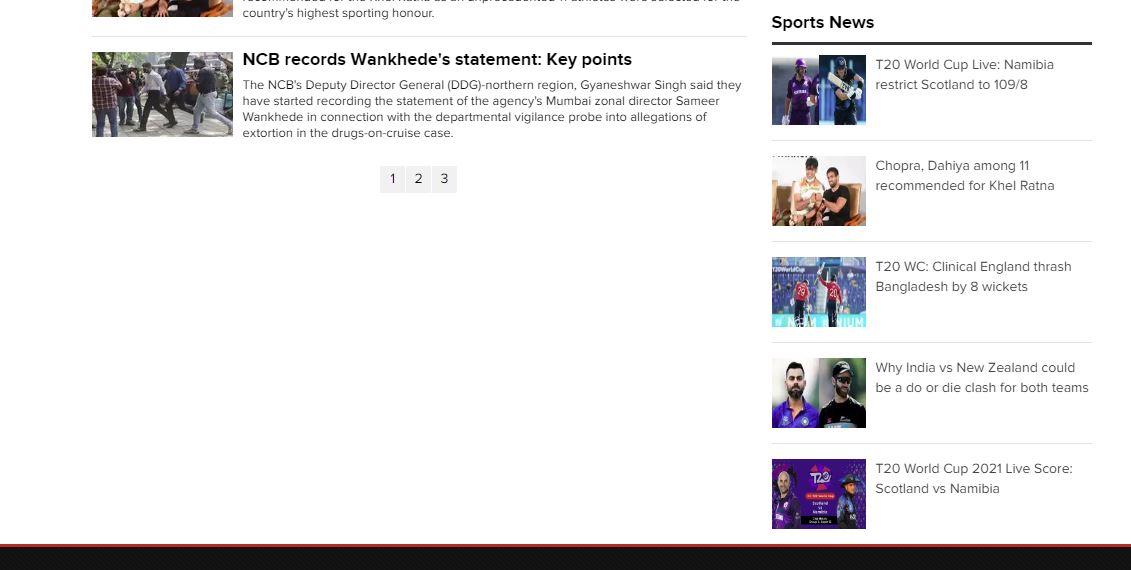 country's highest sporting honour.
NCB records Wankhede's statement: Key points
The NCB's Deputy Director General (DDG)-northern region, Gyaneshwar Singh said they
have started recording the statement of the agency's Mumbai zonal director Sameer
Wankhede in connection with the departmental vigilance probe into allegations of
extortion in the drugs-on-cruise case.
1 2 3
Sports News
T20 World Cup Live: Namibia
restrict Scotland to 109/8
Chopra, Dahiya among 11
recommended for Khel Ratna
T20 WC: Clinical England thrash
Bangladesh by 8 wickets
Why India vs New Zealand could
be a do or die clash for both teams
T20 World Cup 2021 Live Score:
Scotland vs Namibia